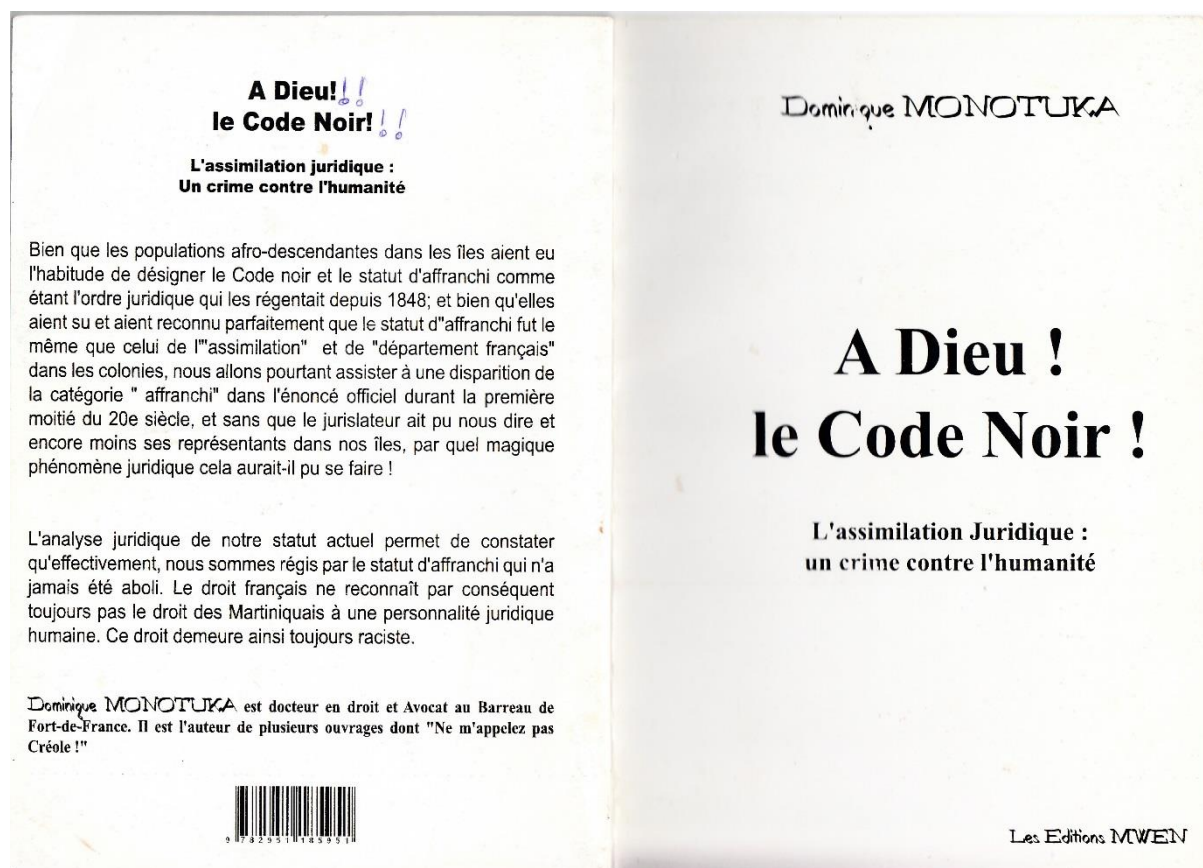 A Dieu!!!
le Code Noir!!!
L'assimilation juridique :
Un crime contre l'humanité
Bien que les populations afro-descendantes dans les îles aient eu
l'habitude de désigner le Code noir et le statut d'affranchi comme
étant l'ordre juridique qui les régentait depuis 1848; et bien qu'elles
aient su et aient reconnu parfaitement que le statut d"affranchi fut le
même que celui de l'"assimilation" et de "département français"
dans les colonies, nous allons pourtant assister à une disparition de
la catégorie " affranchi" dans l'énoncé officiel durant la première
moitié du 20e siècle, et sans que le jurislateur ait pu nous dire et
encore moins ses représentants dans nos îles, par quel magique
phénomène juridique cela aurait-il pu se faire !
L'analyse juridique de notre statut actuel permet de constater
qu'effectivement, nous sommes régis par le statut d'affranchi qui n'a
jamais été aboli. Le droit français ne reconnaît par conséquent
toujours pas le droit des Martiniquais à une personnalité juridique
humaine. Ce droit demeure ainsi toujours raciste.
Dominique MONOTUKA est docteur en droit et Avocat au Barreau de
Fort-de-France. Il est l'auteur de plusieurs ouvrages dont "Ne m'appelez pas
Créole !"
9 782951 185951
Dominique MONOTUKA
A Dieu !
le Code Noir !
L'assimilation Juridique :
un crime contre l'humanité
Les Editions MWEN